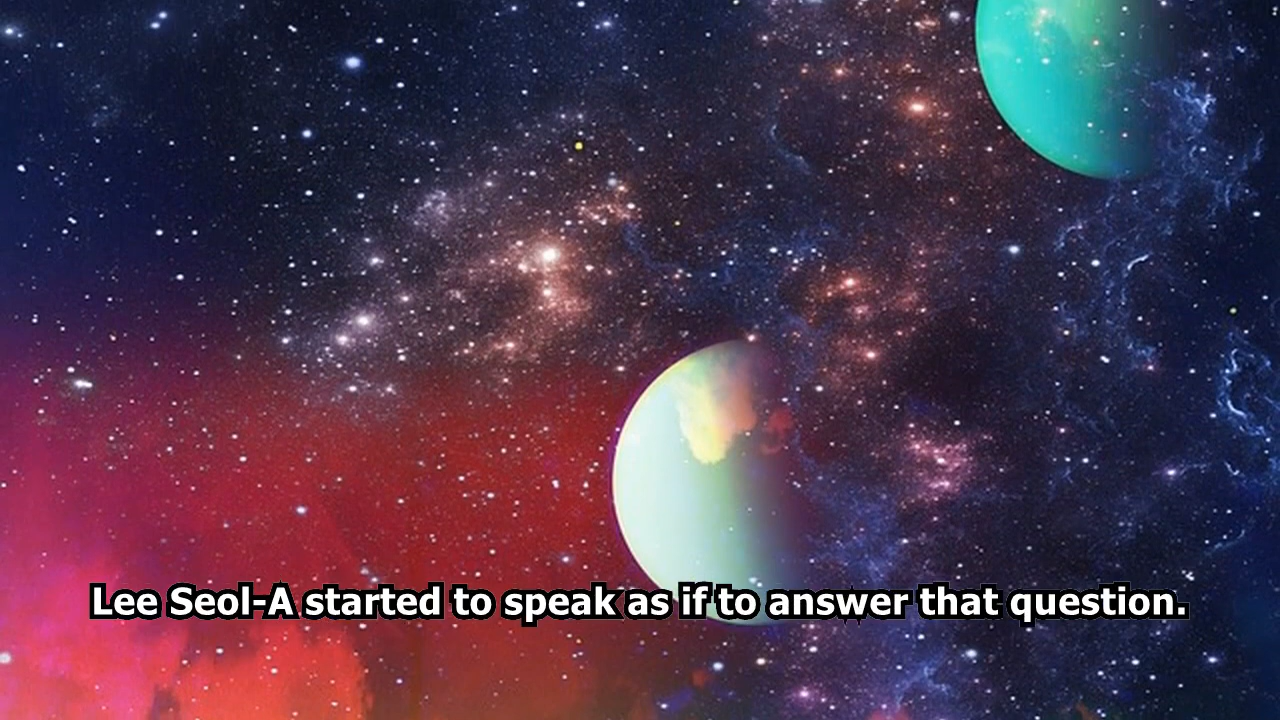 Lee Seol-A started to speak as if to answer that question.